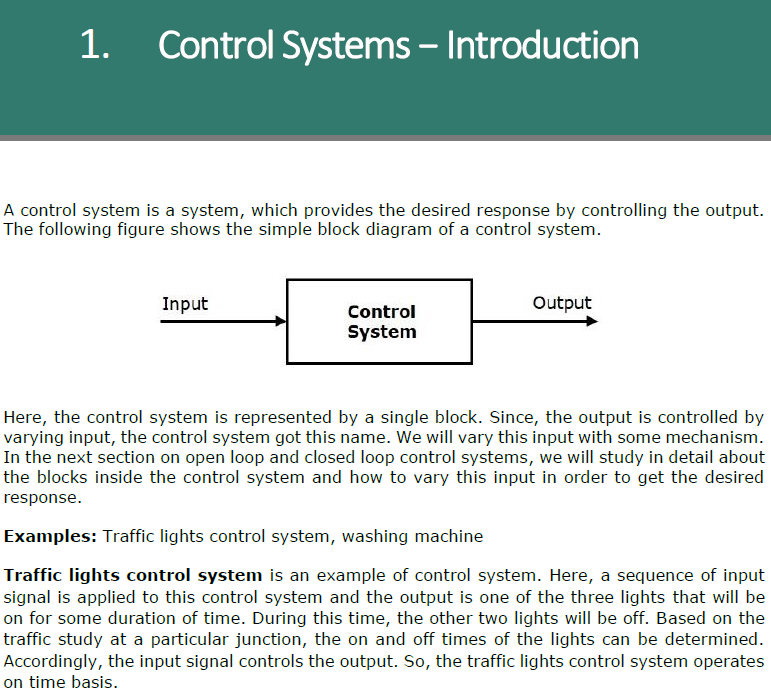 1. Control Systems – Introduction
A control system is a system, which provides the desired response by controlling the output.
The following figure shows the simple block diagram of a control system.
Input
Control
System
Output
Here, the control system is represented by a single block. Since, the output is controlled by
varying input, the control system got this name. We will vary this input with some mechanism.
In the next section on open loop and closed loop control systems, we will study in detail about
the blocks inside the control system and how to vary this input in order to get the desired
response.
Examples: Traffic lights control system, washing machine
Traffic lights control system is an example of control system. Here, a sequence of input
signal is applied to this control system and the output is one of the three lights that will be
on for some duration of time. During this time, the other two lights will be off. Based on the
traffic study at a particular junction, the on and off times of the lights can be determined.
Accordingly, the input signal controls the output. So, the traffic lights control system operates
on time basis.